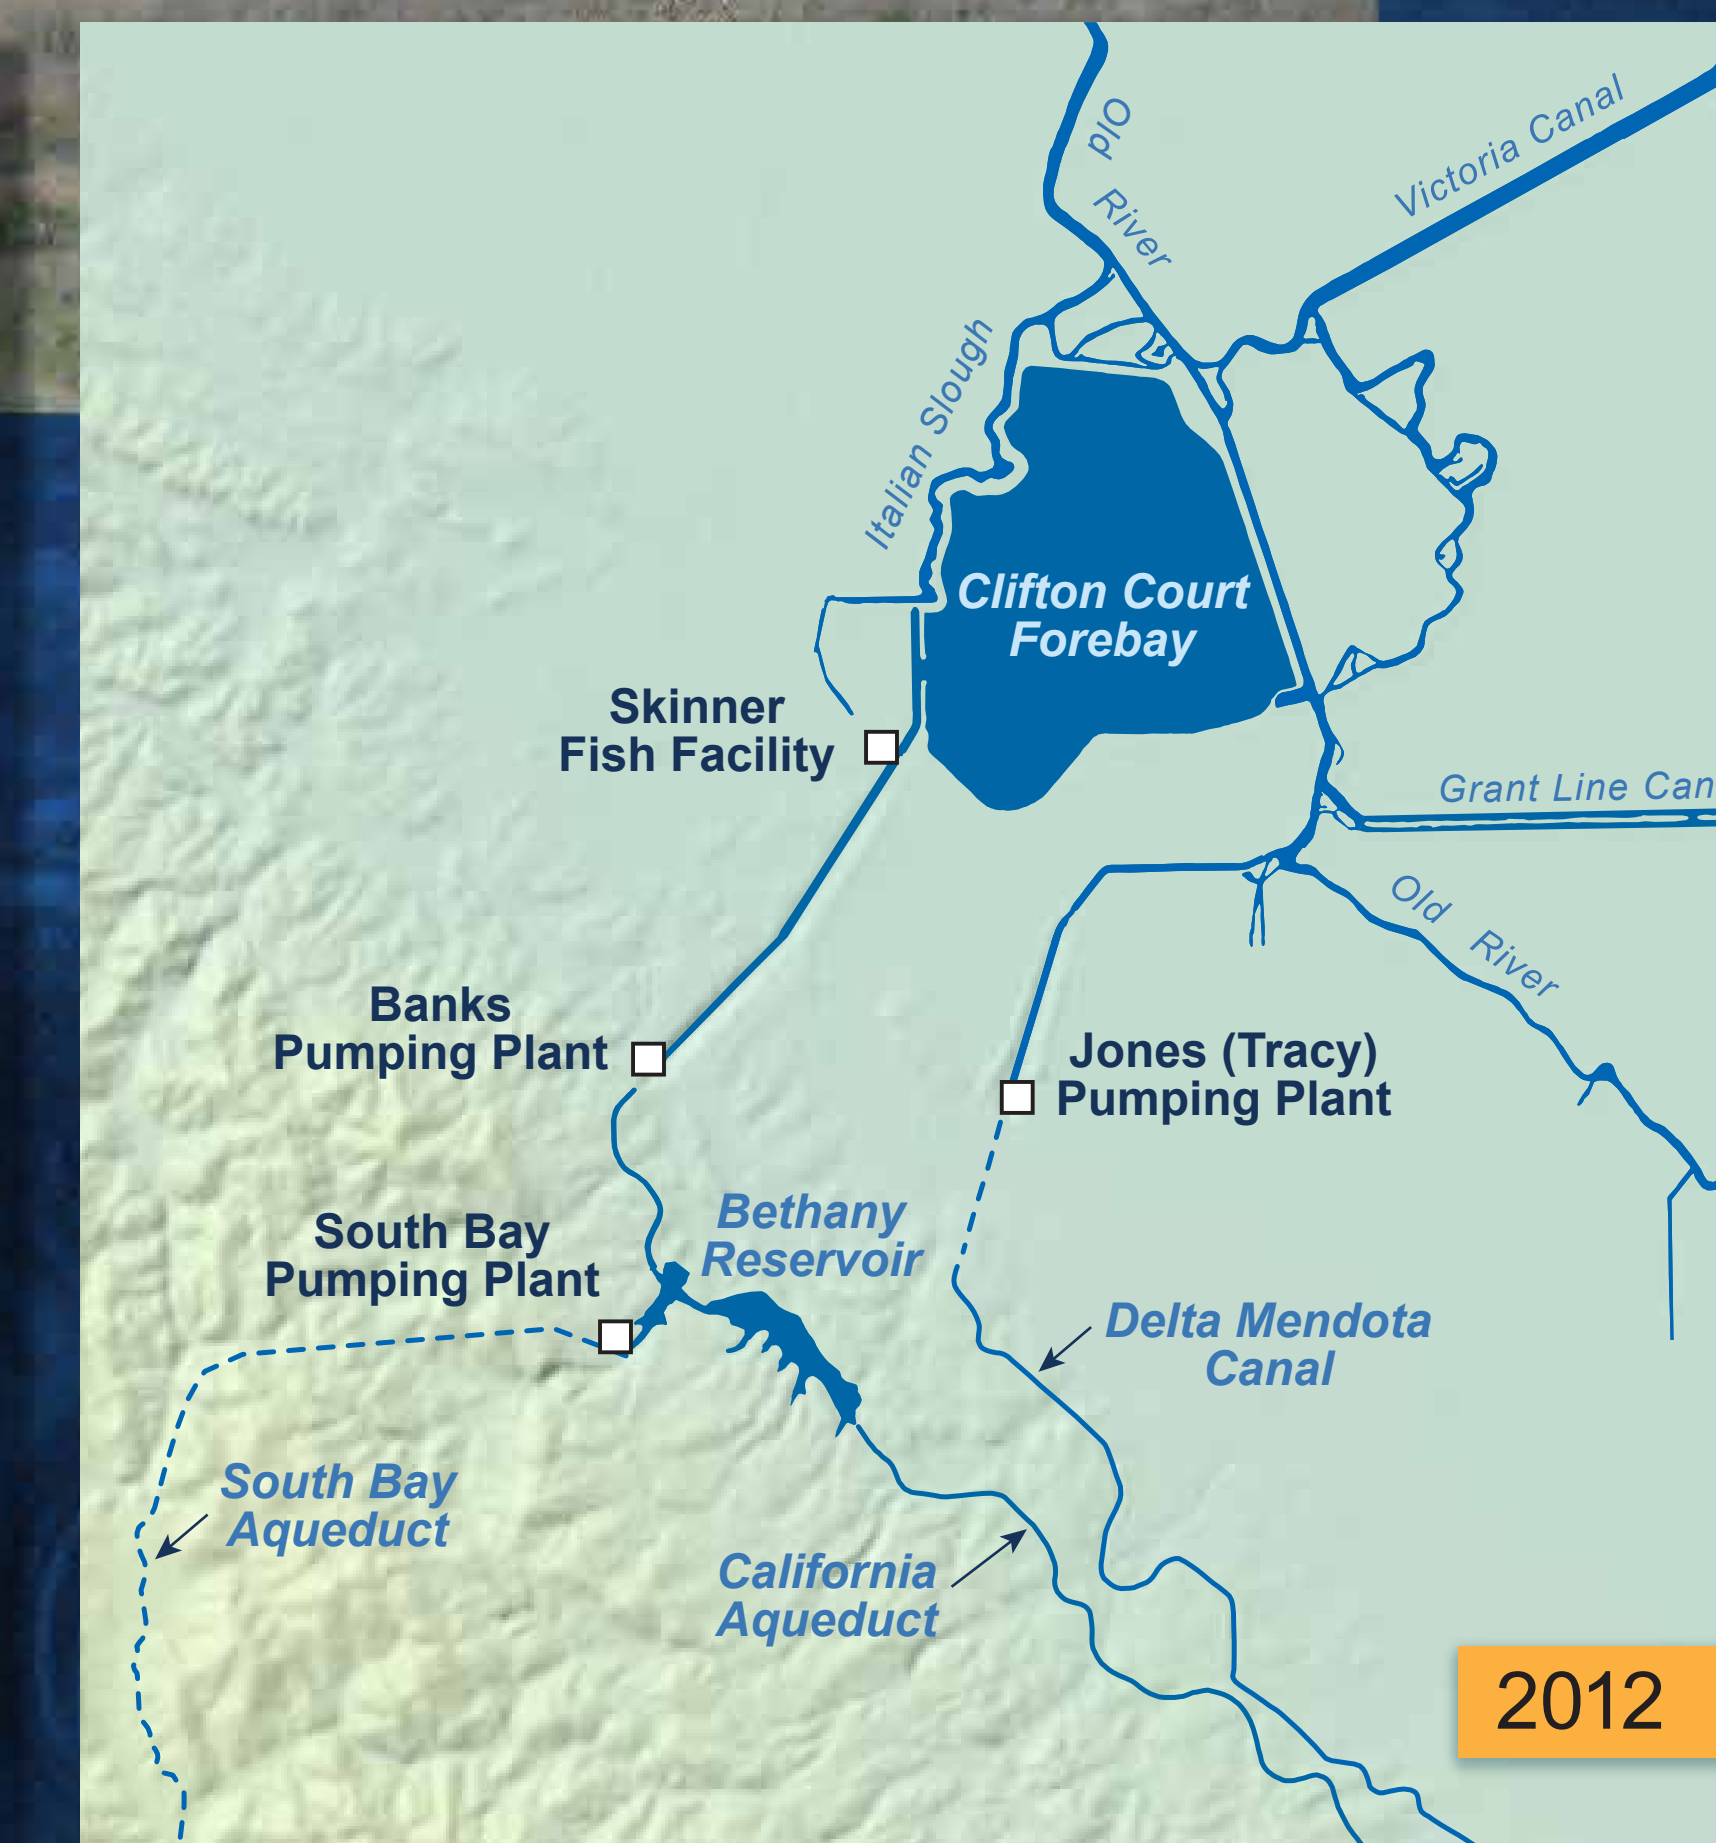 Old
River
Victoria Canal
Italian Slough
Clifton Court
Forebay
Skinner
Fish Facility
Grant Line Can
Old
River
Banks
Pumping Plant
Jones (Tracy)
Pumping Plant
Bethany
Reservoir
South Bay
Pumping Plant
Delta Mendota
Canal
South Bay
Aqueduct
California
Aqueduct
2012